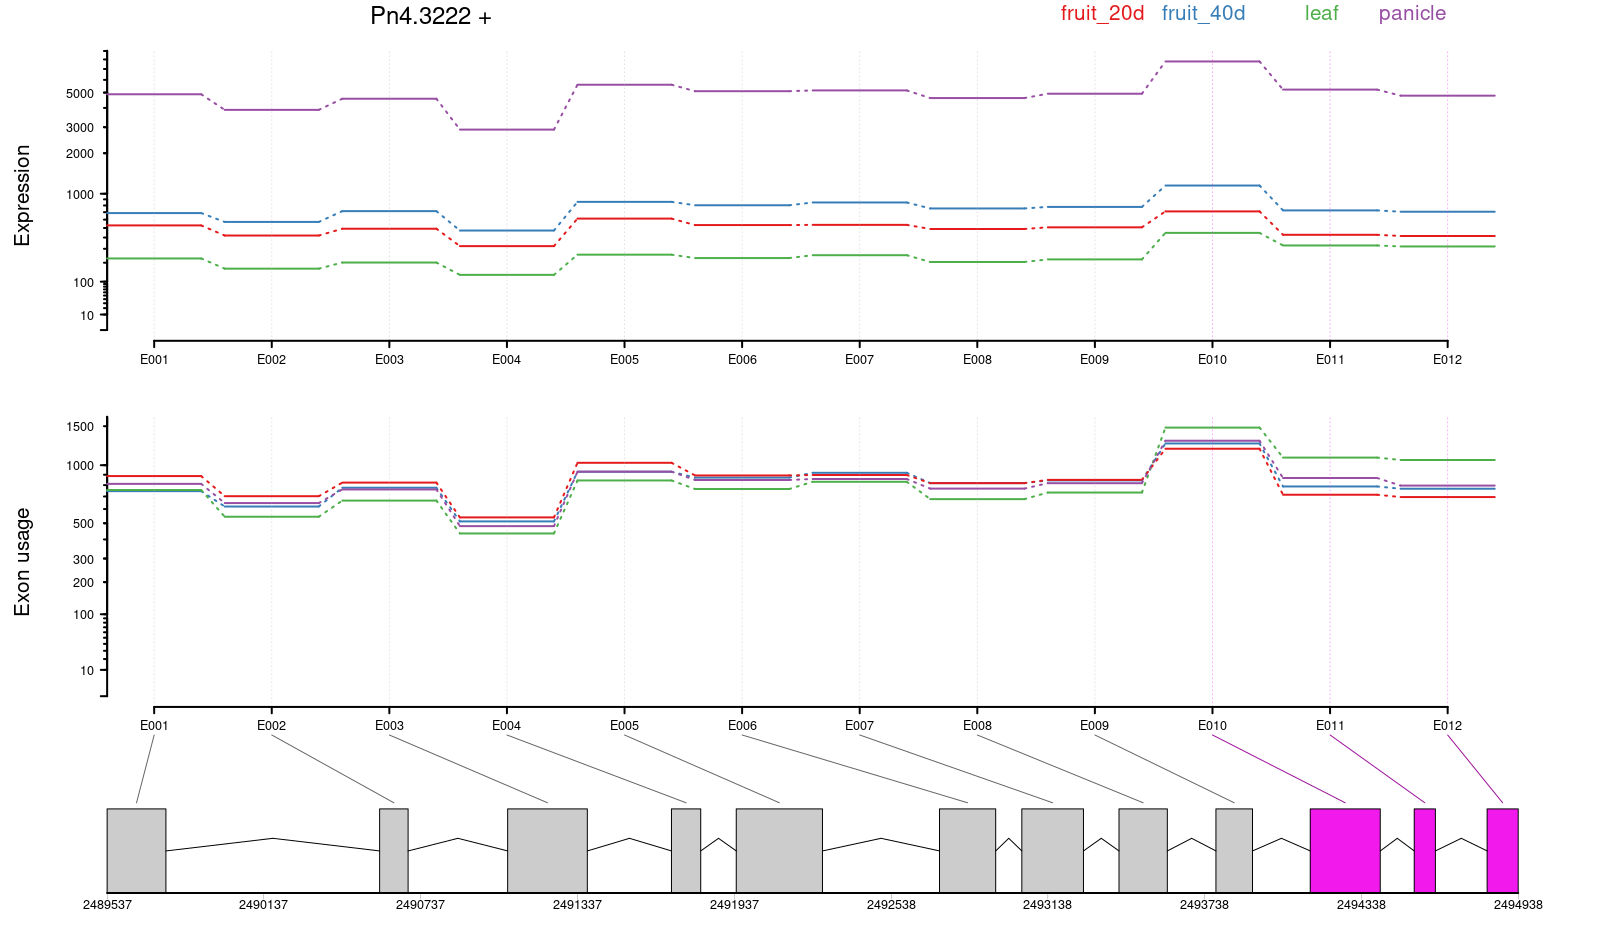 Pn4.3222 +
fruit_20d fruit_40d leaf panicle
Expression
5000
3000
2000
1000
100
10
E001 E002 E003 E004 E005 E006 E007 E008 E009 E010 E011 E012
Exon usage
1500
1000
500
300
200
100
10
E001 E002 E003 E004 E005 E006 E007 E008 E009 E010 E011 E012
2489537 2490137 2490737 2491337 2491937 2492538 2493138 2493738 2494338 2494938